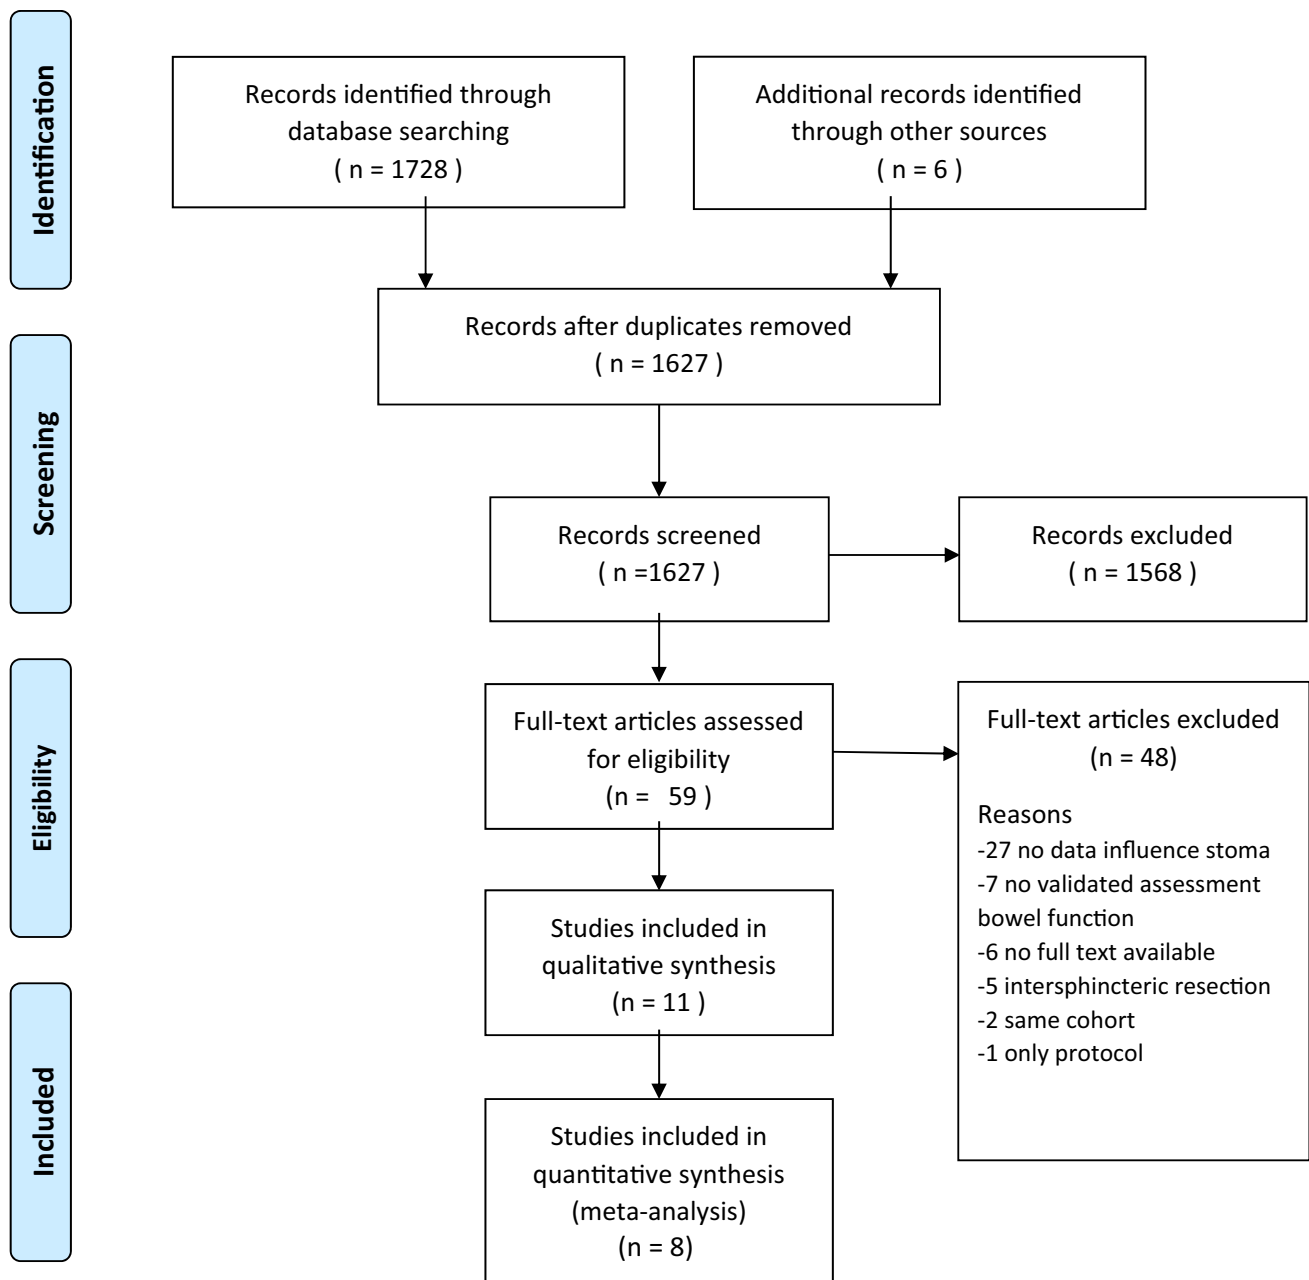 Identification
Records identified through
database searching
( n = 1728 )
Additional records identified
through other sources
( n = 6 )
Records after duplicates removed
( n = 1627 )
Screening
Records screened
( n =1627 )
Records excluded
( n = 1568 )
Eligibility
Full-text articles assessed
for eligibility
(n =   59 )
Full-text articles excluded
(n = 48)
Reasons
-27 no data influence stoma
-7 no validated assessment
bowel function
-6 no full text available
-5 intersphincteric resection
-2 same cohort
-1 only protocol
Studies included in
qualitative synthesis
(n = 11 )
Included
Studies included in
quantitative synthesis
(meta-analysis)
(n = 8)